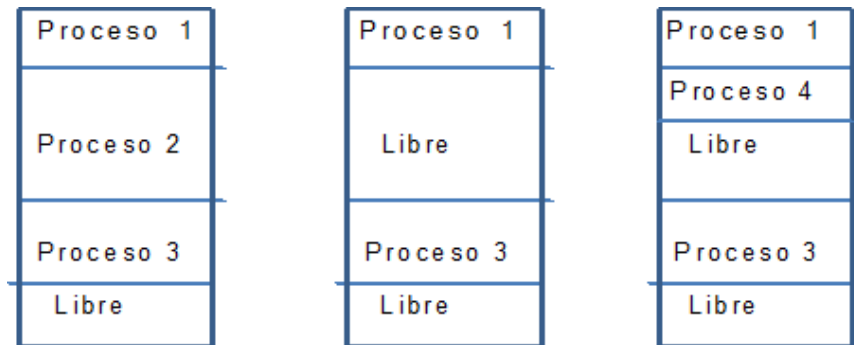 Proceso 1
Proceso 2
Proceso 3
Libre
Proceso 1
Libre
Proceso 3
Libre
Proceso 1
Proceso 4
Libre
Proceso 3
Libre